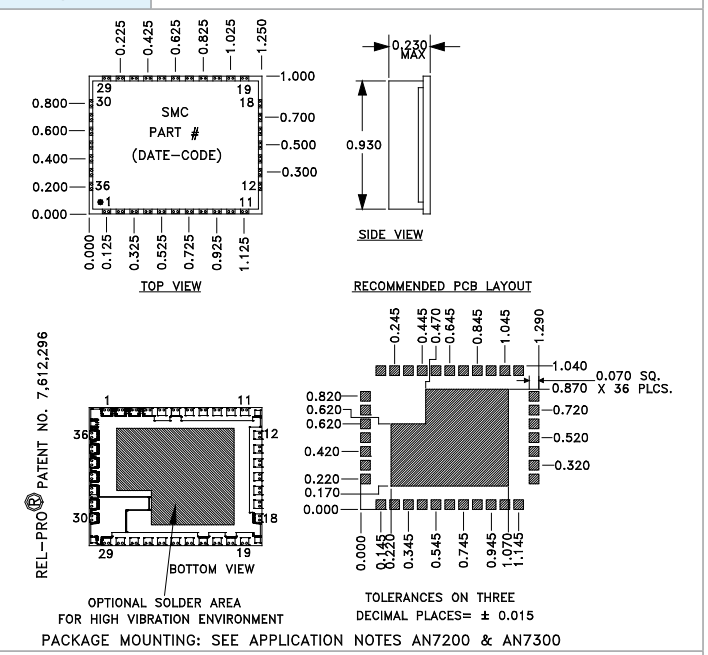 0.225 0.425 0.625 0.825 1.025 1.250
1.000
29 19
30 18
0.800
0.600
0.400
0.200
0.000
SMC
PART #
(DATE-CODE)
0.700
0.500
0.300
36 12
1 11
0.000 0.125 0.325 0.525 0.725 0.925 1.125
TOP VIEW
0.230
MAX
0.930
SIDE VIEW
RECOMMENDED PCB LAYOUT
REL-PRO® PATENT NO. 7,612,296
1 11
36 12
30 18
29 19
BOTTOM VIEW
OPTIONAL SOLDER AREA
FOR HIGH VIBRATION ENVIRONMENT
0.245 0.445 0.470 0.645 0.845 1.045 1.290
1.040
0.070 SQ.
X 36 PLCS.
0.870
0.820
0.620
0.620
0.420
0.220
0.170
0.000
0.720
0.520
0.320
0.000 0.145 0.220 0.345 0.545 0.745 0.945 1.070 1.145
TOLERANCES ON THREE
DECIMAL PLACES= ± 0.015
PACKAGE MOUNTING: SEE APPLICATION NOTES AN7200 & AN7300